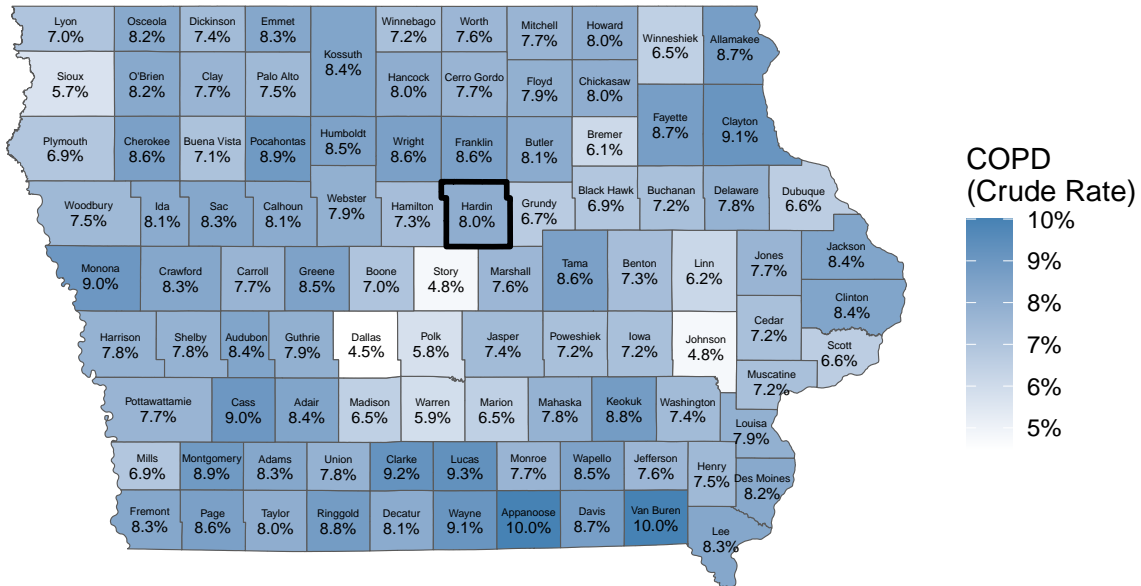 Lyon
7.0%
Osceola
8.2%
Dickinson
7.4%
Emmet
8.3%
Kossuth
8.4%
Winnebago
7.2%
Worth
7.6%
Mitchell
7.7%
Howard
8.0%
Winneshiek
6.5%
Allamakee
8.7%
Sioux
5.7%
O'Brien
8.2%
Clay
7.7%
Palo Alto
7.5%
Hancock
8.0%
Cerro Gordo
7.7%
Floyd
7.9%
Chickasaw
8.0%
Fayette
8.7%
Clayton
9.1%
Plymouth
6.9%
Cherokee
8.6%
Buena Vista
7.1%
Pocahontas
8.9%
Humboldt
8.5%
Wright
8.6%
Franklin
8.6%
Butler
8.1%
Bremer
6.1%
Woodbury
7.5%
Ida
8.1%
Sac
8.3%
Calhoun
8.1%
Webster
7.9%
Hamilton
7.3%
Hardin
8.0%
Grundy
6.7%
Black Hawk
6.9%
Buchanan
7.2%
Delaware
7.8%
Dubuque
6.6%
Monona
9.0%
Crawford
8.3%
Carroll
7.7%
Greene
8.5%
Boone
7.0%
Story
4.8%
Marshall
7.6%
Tama
8.6%
Benton
7.3%
Linn
6.2%
Jones
7.7%
Jackson
8.4%
Clinton
8.4%
Harrison
7.8%
Shelby
7.8%
Audubon
8.4%
Guthrie
7.9%
Dallas
4.5%
Polk
5.8%
Jasper
7.4%
Poweshiek
7.2%
Iowa
7.2%
Johnson
4.8%
Cedar
7.2%
Scott
6.6%
Muscatine
7.2%
Pottawattamie
7.7%
Cass
9.0%
Adair
8.4%
Madison
6.5%
Warren
5.9%
Marion
6.5%
Mahaska
7.8%
Keokuk
8.8%
Washington
7.4%
Louisa
7.9%
Mills
6.9%
Montgomery
8.9%
Adams
8.3%
Union
7.8%
Clarke
9.2%
Lucas
9.3%
Monroe
7.7%
Wapello
8.5%
Jefferson
7.6%
Henry
7.5%
Des Moines
8.2%
Fremont
8.3%
Page
8.6%
Taylor
8.0%
Ringgold
8.8%
Decatur
8.1%
Wayne
9.1%
Appanoose
10.0%
Davis
8.7%
Van Buren
10.0%
Lee
8.3%
COPD
(Crude Rate)
10%
9%
8%
7%
6%
5%